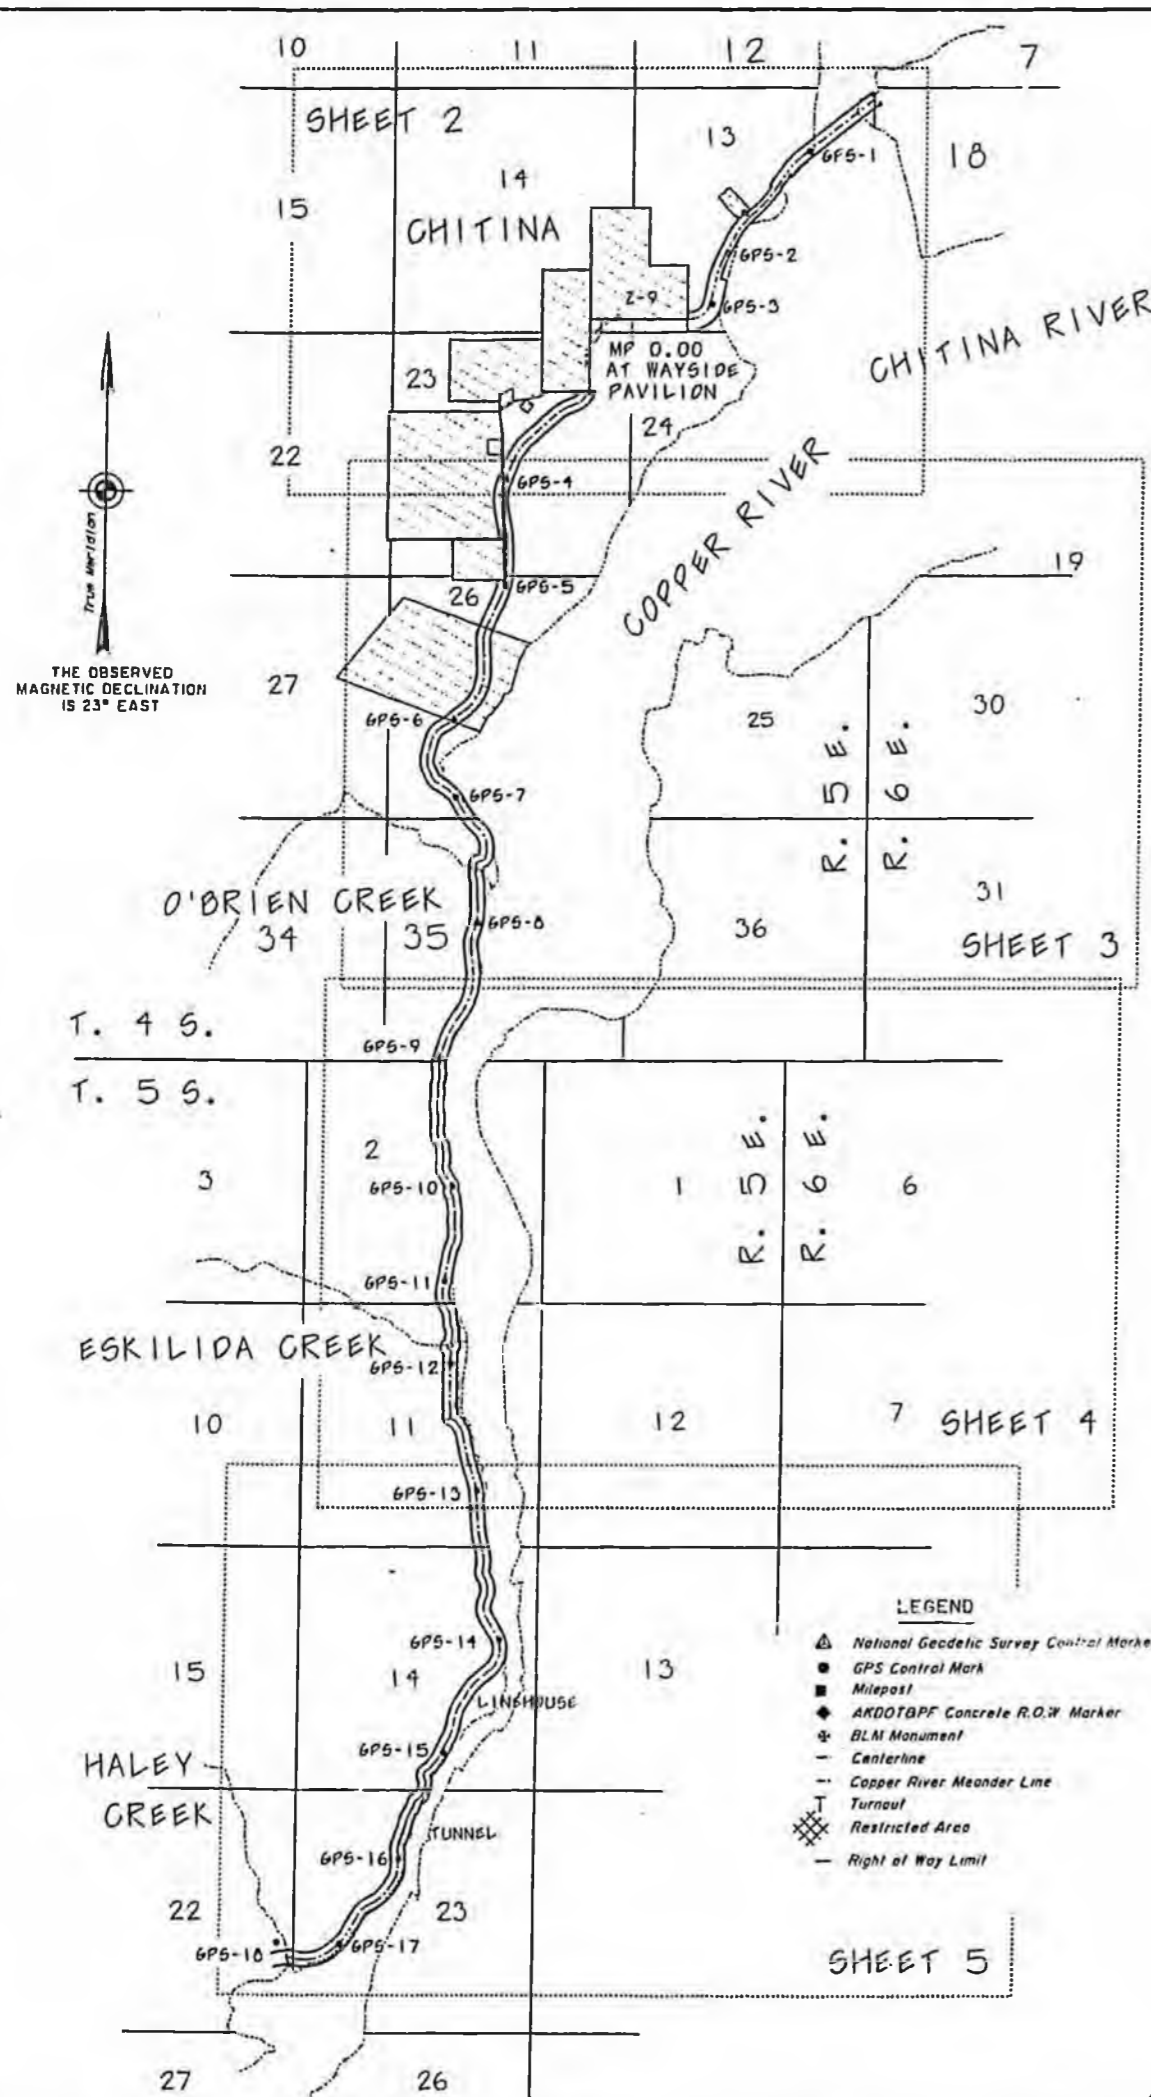 10
11
12
7
SHEET 2
13
GPS-1
18
14
15
CHITINA
GPS-2
2-9
GPS-3
CHITINA RIVER
MP 0.00
AT WAYSIDE
PAVILION
23
24
22
GPS-4
COPPER RIVER
True Meridian
19
GPS-5
26
THE OBSERVED
MAGNETIC DECLINATION
IS 23° EAST
27
GPS-6
25
30
R. 5 E.
R. 6 E.
GPS-7
O'BRIEN CREEK
34
35
GPS-8
36
31
SHEET 3
T. 4 S.
GPS-9
T. 5 S.
2
3
GPS-10
1
R. 5 E.
R. 6 E.
6
GPS-11
ESKILIDA CREEK
GPS-12
10
11
12
7
SHEET 4
GPS-13
LEGEND
National Geodetic Survey Control Marke
GPS Control Mark
Milepost
AKDOT&PF Concrete R.O.W. Marker
BLM Monument
Centerline
Copper River Meander Line
Turnout
Restricted Area
Right of Way Limit
GPS-14
15
14
13
LINEHOUSE
GPS-15
HALEY
CREEK
TUNNEL
GPS-16
22
23
GPS-18
GPS-17
SHEET 5
27
26